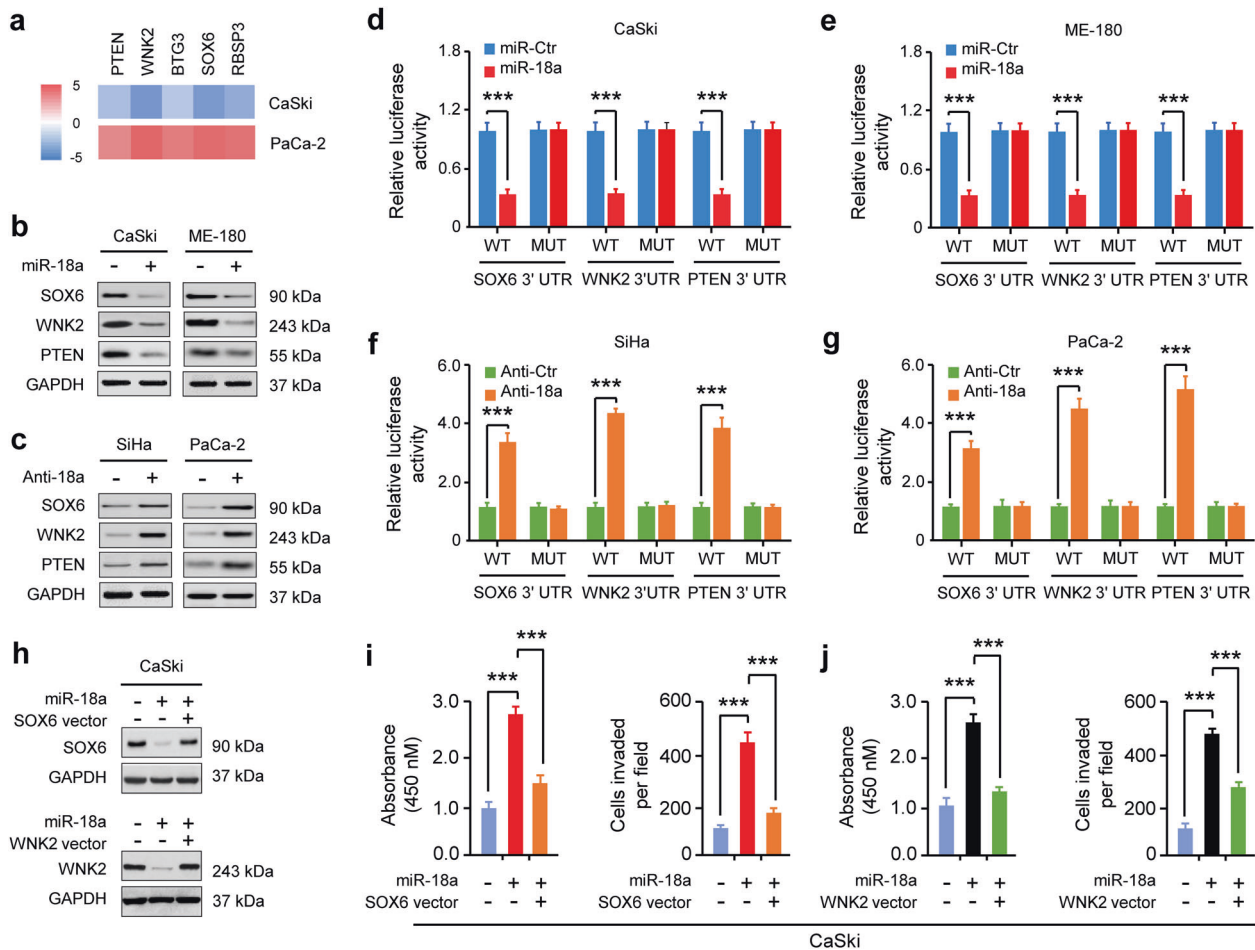 a
PTEN
WNK2
BTG3
SOX6
RBSP3
5
0
-5
CaSki
PaCa-2
b
CaSki ME-180
miR-18a - + - +
SOX6 90 kDa
WNK2 243 kDa
PTEN 55 kDa
GAPDH 37 kDa
c
SiHa PaCa-2
Anti-18a - + - +
SOX6 90 kDa
WNK2 243 kDa
PTEN 55 kDa
GAPDH 37 kDa
d
CaSki
miR-Ctr
miR-18a
Relative luciferase
activity
1.8
1.2
0.6
0
*** *** ***
WT MUT WT MUT WT MUT
SOX6 3' UTR WNK2 3'UTR PTEN 3' UTR
e
ME-180
miR-Ctr
miR-18a
Relative luciferase
activity
1.8
1.2
0.6
0
*** *** ***
WT MUT WT MUT WT MUT
SOX6 3' UTR WNK2 3'UTR PTEN 3' UTR
f
SiHa
Anti-Ctr
Anti-18a
Relative luciferase
activity
6.0
4.0
2.0
0
*** *** ***
WT MUT WT MUT WT MUT
SOX6 3' UTR WNK2 3'UTR PTEN 3' UTR
g
PaCa-2
Anti-Ctr
Anti-18a
Relative luciferase
activity
6.0
4.0
2.0
0
*** *** ***
WT MUT WT MUT WT MUT
SOX6 3' UTR WNK2 3'UTR PTEN 3' UTR
h
CaSki
miR-18a - + +
SOX6 vector - - +
SOX6 90 kDa
GAPDH 37 kDa
miR-18a - + +
WNK2 vector - - +
WNK2 243 kDa
GAPDH 37 kDa
i
Absorbance
(450 nM)
3.0
2.0
1.0
0
*** ***
miR-18a - + +
SOX6 vector - - +
Cells invaded
per field
600
400
200
0
*** ***
miR-18a - + +
SOX6 vector - - +
j
Absorbance
(450 nM)
3.0
2.0
1.0
0
*** ***
miR-18a - + +
WNK2 vector - - +
Cells invaded
per field
600
400
200
0
*** ***
miR-18a - + +
WNK2 vector - - +
CaSki